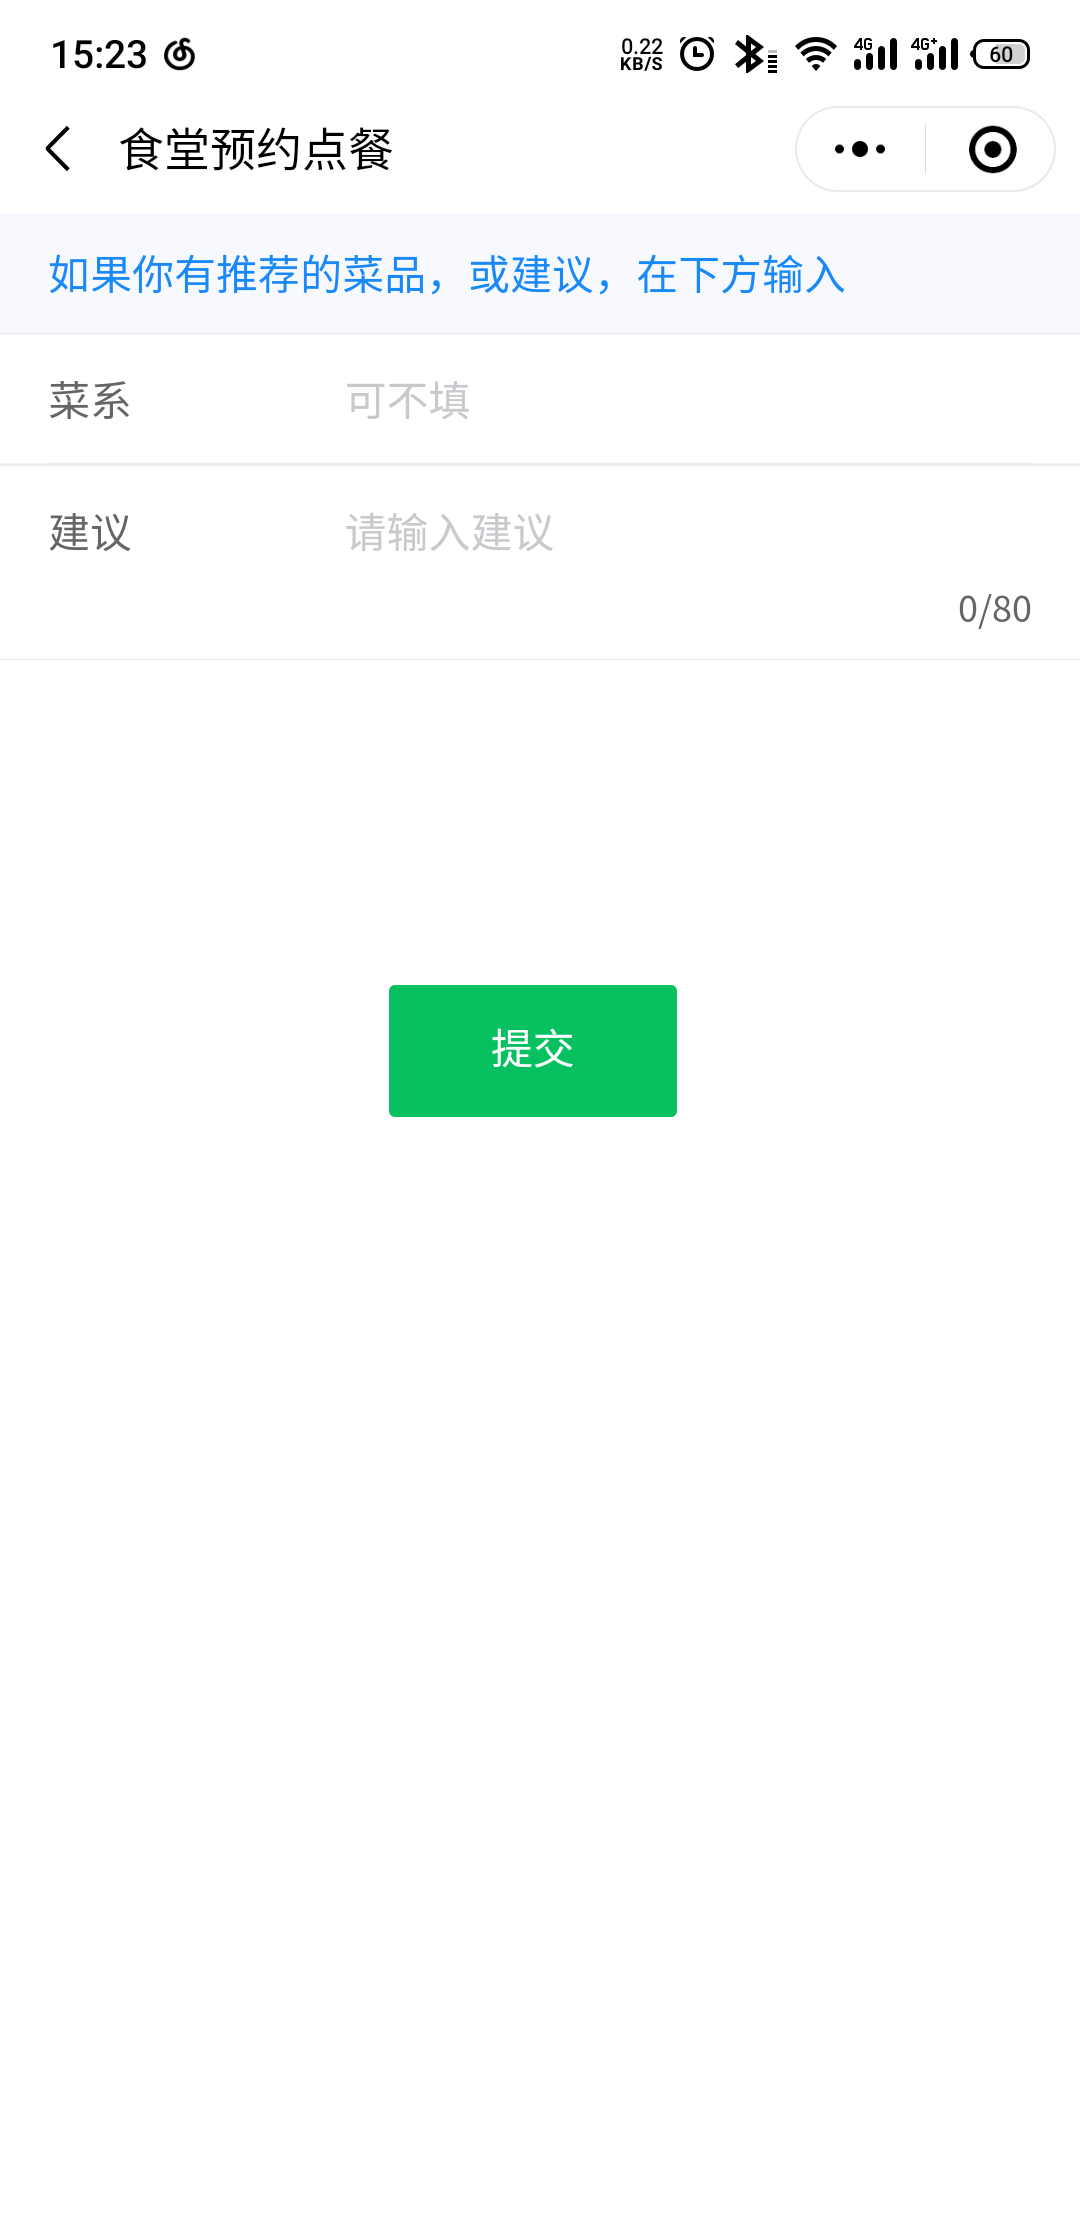 15:23
0.22
KB/S
4G
4G+
60
食堂预约点餐
如果你有推荐的菜品，或建议，在下方输入
菜系
可不填
建议
请输入建议
0/80
提交